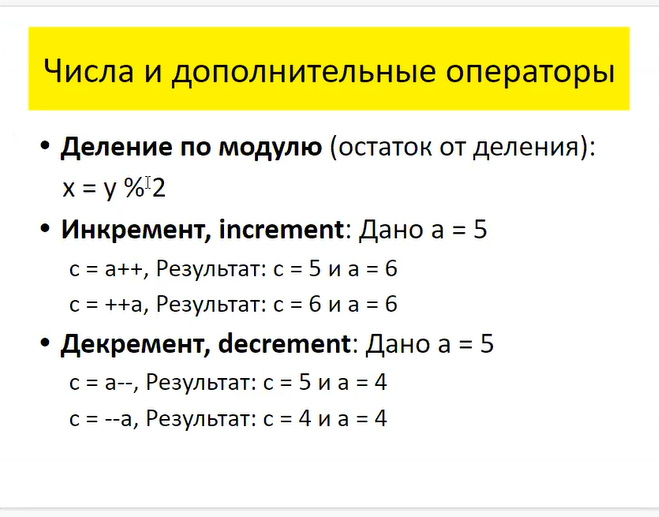 Числа и дополнительные операторы
• Деление по модулю (остаток от деления):
x = y % 2
• Инкремент, increment: Дано a = 5
c = a++, Результат: c = 5 и a = 6
c = ++a, Результат: c = 6 и a = 6
• Декремент, decrement: Дано a = 5
c = a--, Результат: c = 5 и a = 4
c = --a, Результат: c = 4 и a = 4